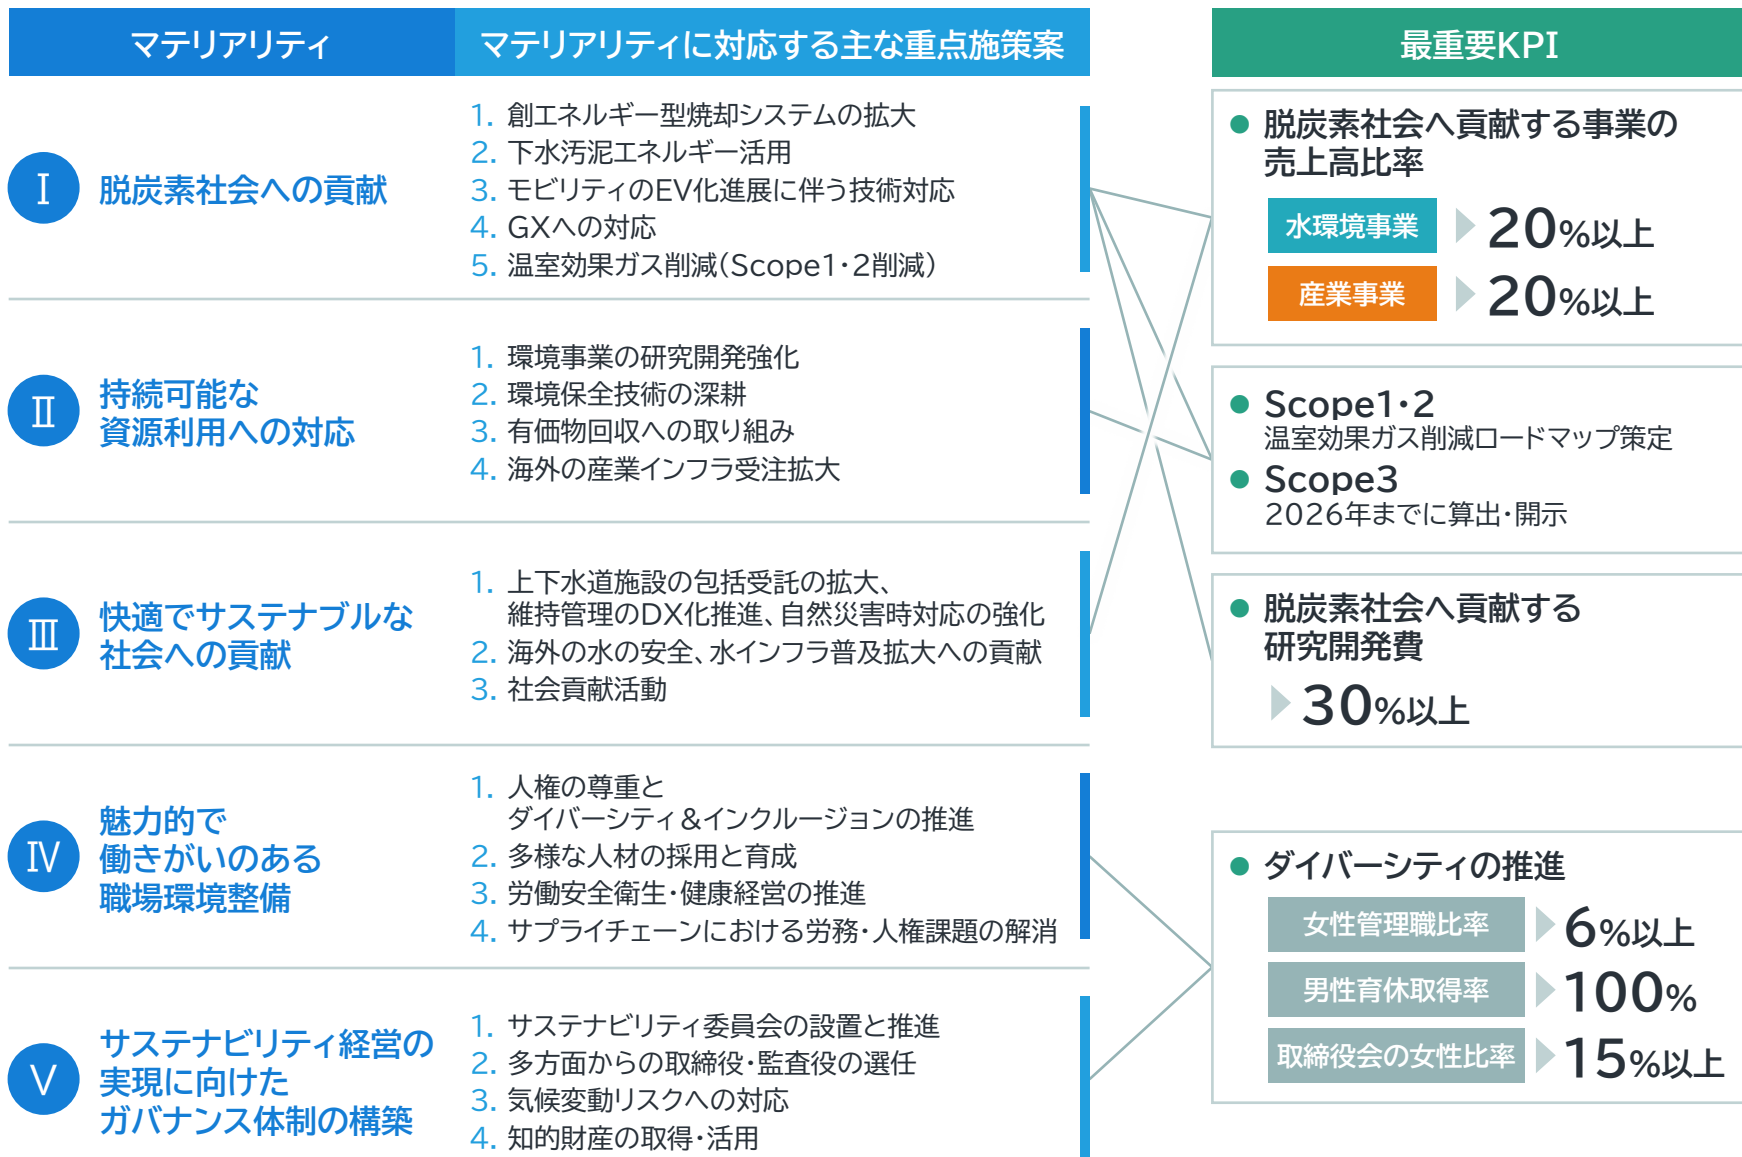 マテリアリティ
マテリアリティに対応する主な重点施策案
最重要KPI
Ⅰ
脱炭素社会への貢献
1. 創エネルギー型焼却システムの拡大
2. 下水汚泥エネルギー活用
3. モビリティのEV化進展に伴う技術対応
4. GXへの対応
5. 温室効果ガス削減(Scope1・2削減)
Ⅱ
持続可能な
資源利用への対応
1. 環境事業の研究開発強化
2. 環境保全技術の深耕
3. 有価物回収への取り組み
4. 海外の産業インフラ受注拡大
Ⅲ
快適でサステナブルな
社会への貢献
1. 上下水道施設の包括受託の拡大、
維持管理のDX化推進、自然災害時対応の強化
2. 海外の水の安全、水インフラ普及拡大への貢献
3. 社会貢献活動
Ⅳ
魅力的で
働きがいのある
職場環境整備
1. 人権の尊重と
ダイバーシティ&インクルージョンの推進
2. 多様な人材の採用と育成
3. 労働安全衛生・健康経営の推進
4. サプライチェーンにおける労務・人権課題の解消
Ⅴ
サステナビリティ経営の
実現に向けた
ガバナンス体制の構築
1. サステナビリティ委員会の設置と推進
2. 多方面からの取締役・監査役の選任
3. 気候変動リスクへの対応
4. 知的財産の取得・活用
● 脱炭素社会へ貢献する事業の
売上高比率
水環境事業 ▶ 20%以上
産業事業 ▶ 20%以上
● Scope1・2
温室効果ガス削減ロードマップ策定
● Scope3
2026年までに算出・開示
● 脱炭素社会へ貢献する
研究開発費
▶ 30%以上
● ダイバーシティの推進
女性管理職比率 ▶ 6%以上
男性育休取得率 ▶ 100%
取締役会の女性比率 ▶ 15%以上